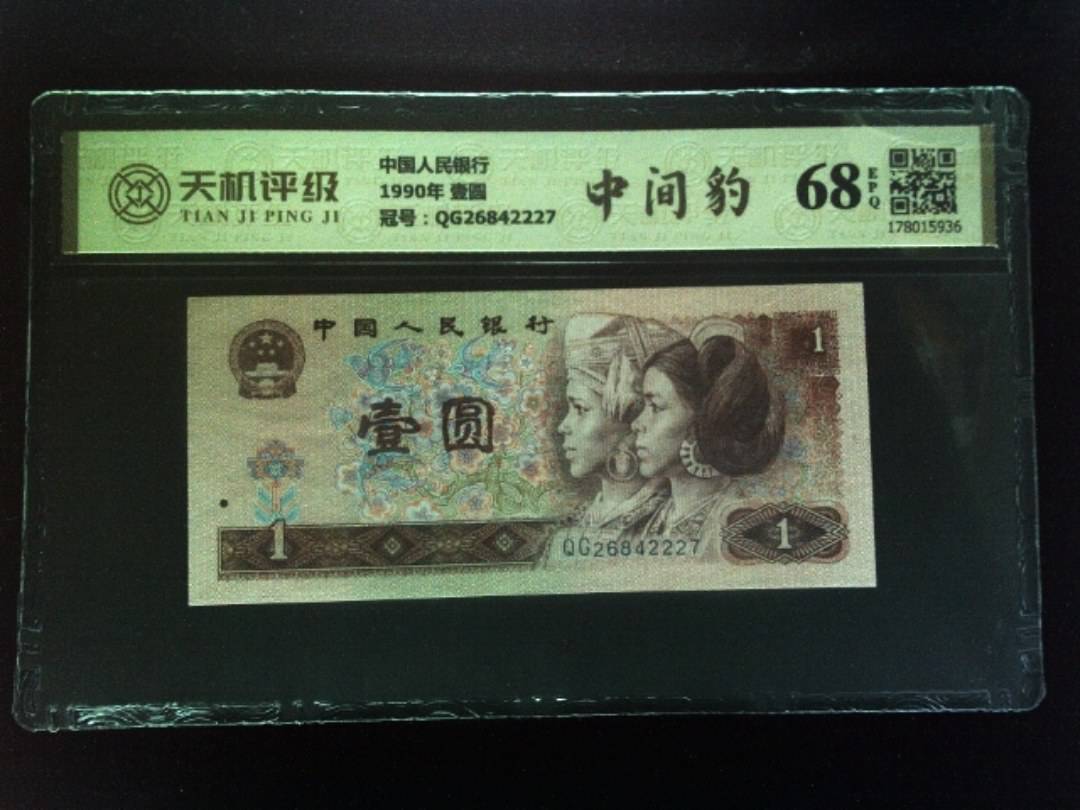 天机评级
TIAN JI PING JI
中国人民银行
1990年 壹圆
冠号：QG26842227
中间豹
68
EPQ
178015936
中国人民银行
1
壹圆
1
QG26842227
1